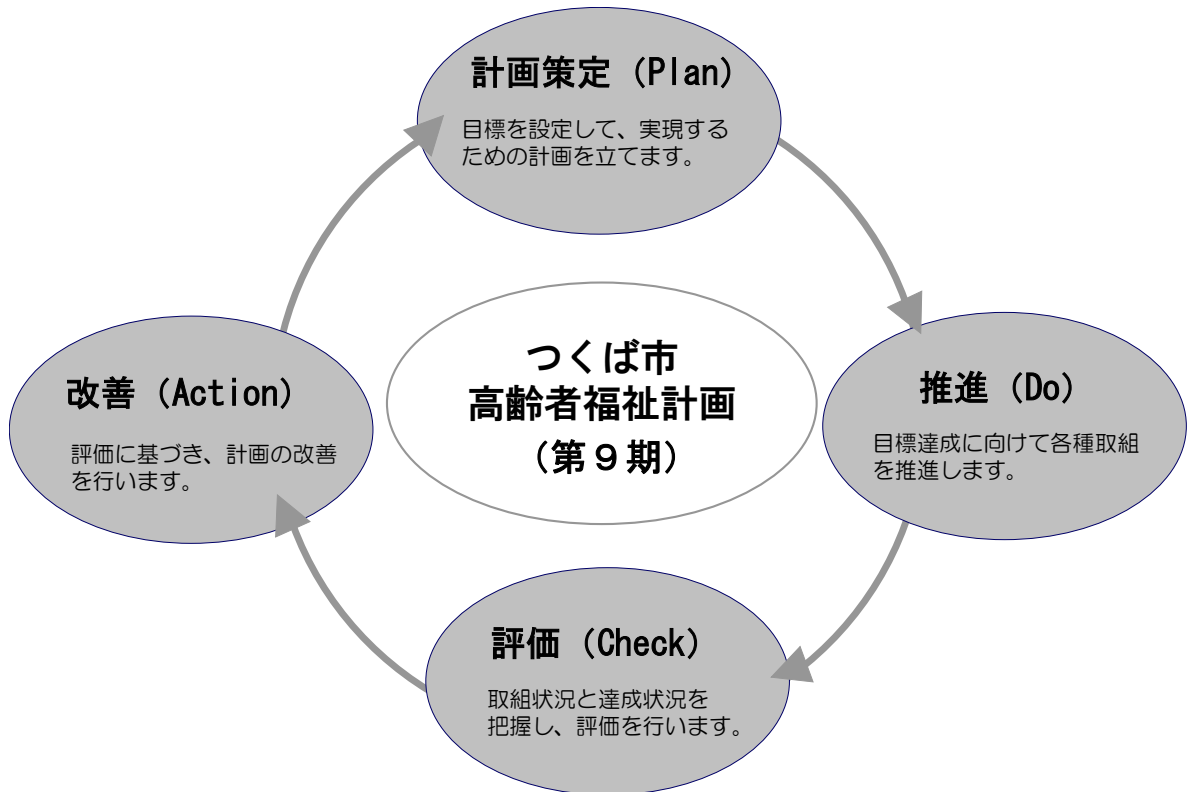 計画策定（Plan）
目標を設定して、実現する
ための計画を立てます。
つくば市
高齢者福祉計画
（第９期）
推進（Do）
目標達成に向けて各種取組
を推進します。
評価（Check）
取組状況と達成状況を
把握し、評価を行います。
改善（Action）
評価に基づき、計画の改善
を行います。